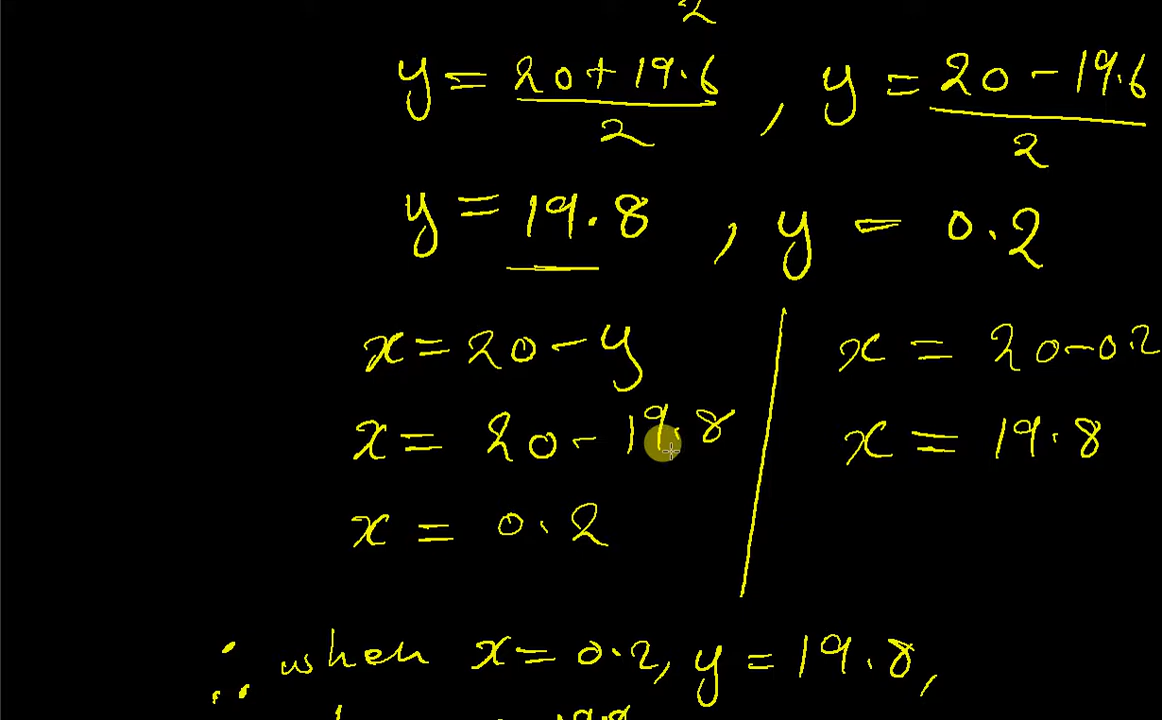 2
y = 20 + 19.6 / 2 , y = 20 - 19.6 / 2
y = 19.8 , y = 0.2
x = 20 - y | x = 20 - 0.2
x = 20 - 19.8 | x = 19.8
x = 0.2
∴ when x = 0.2, y = 19.8,